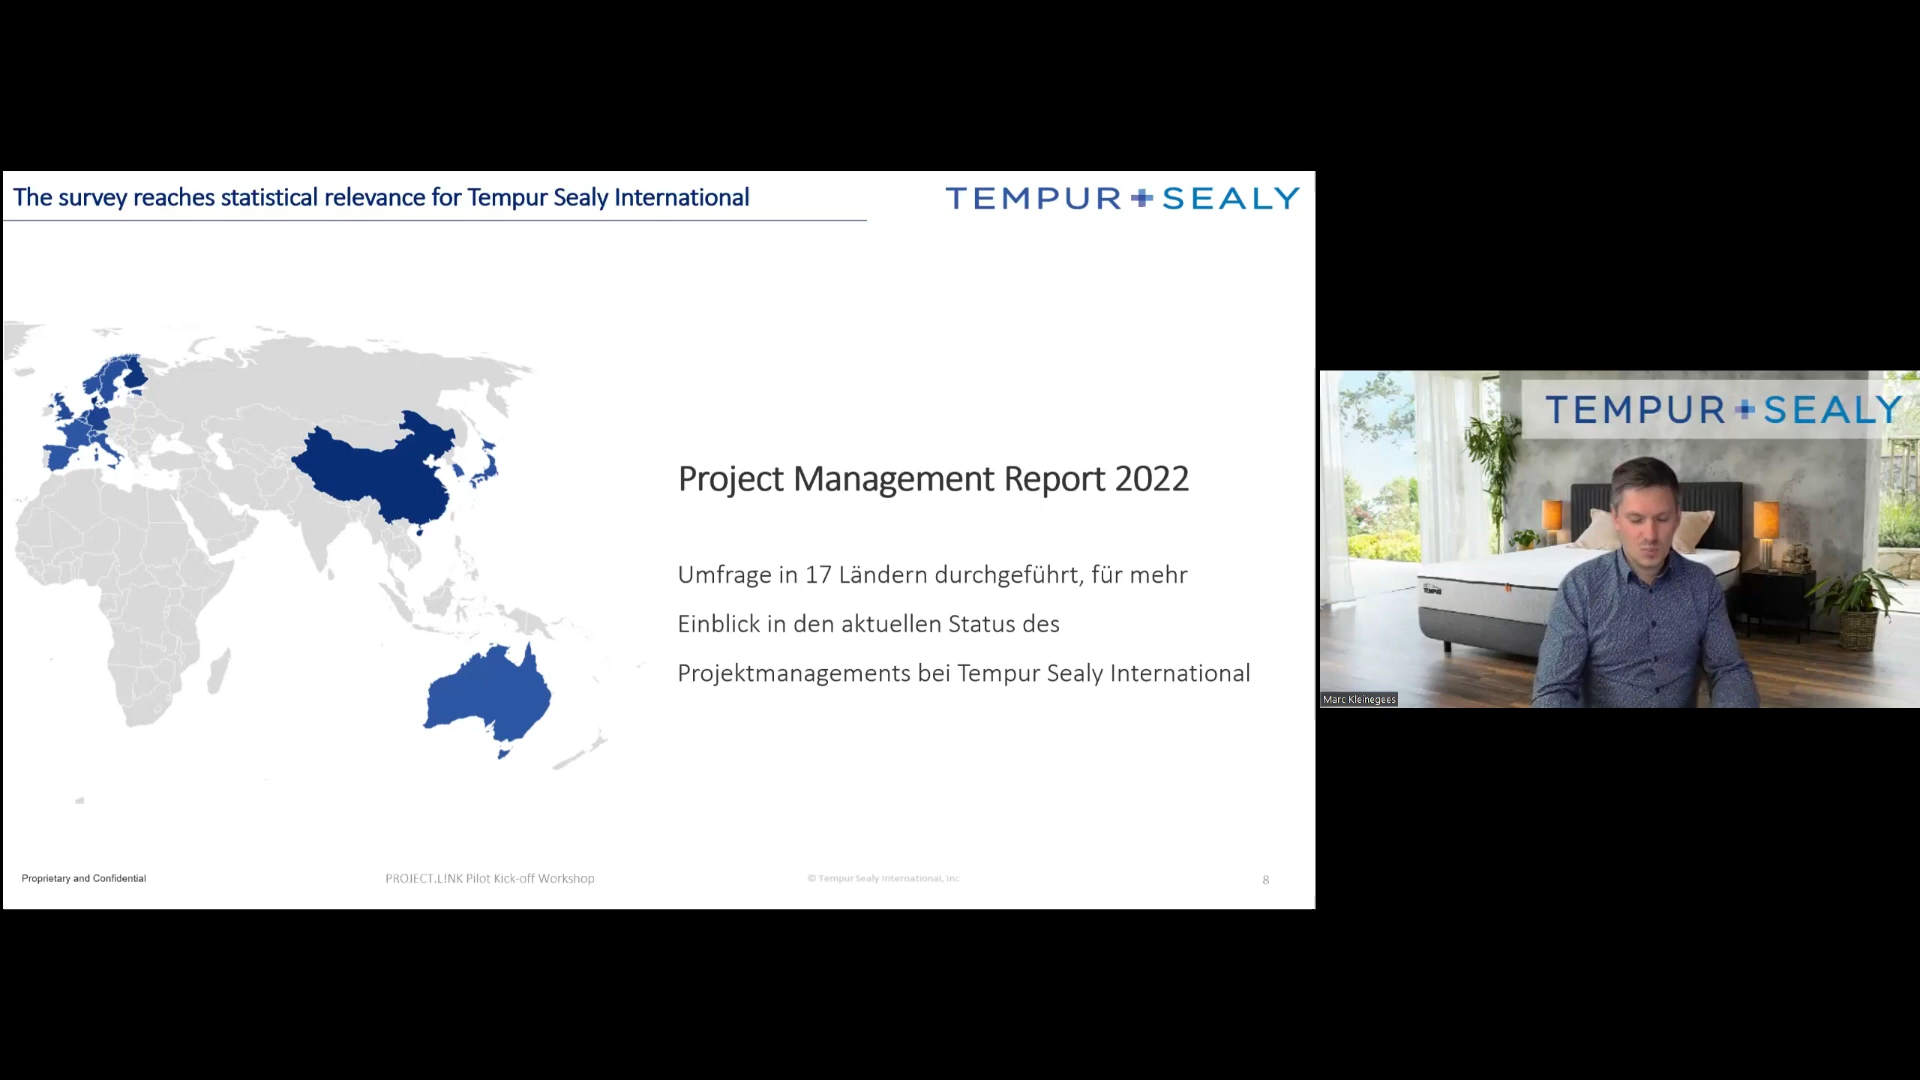 The survey reaches statistical relevance for Tempur Sealy International
TEMPUR + SEALY
Project Management Report 2022
Umfrage in 17 Ländern durchgeführt, für mehr
Einblick in den aktuellen Status des
Projektmanagements bei Tempur Sealy International
Proprietary and Confidential
PROJECT.L!NK Pilot Kick-off Workshop
© Tempur Sealy International, inc
8
TEMPUR + SEALY
TEMPUR
Marc Kleinegees